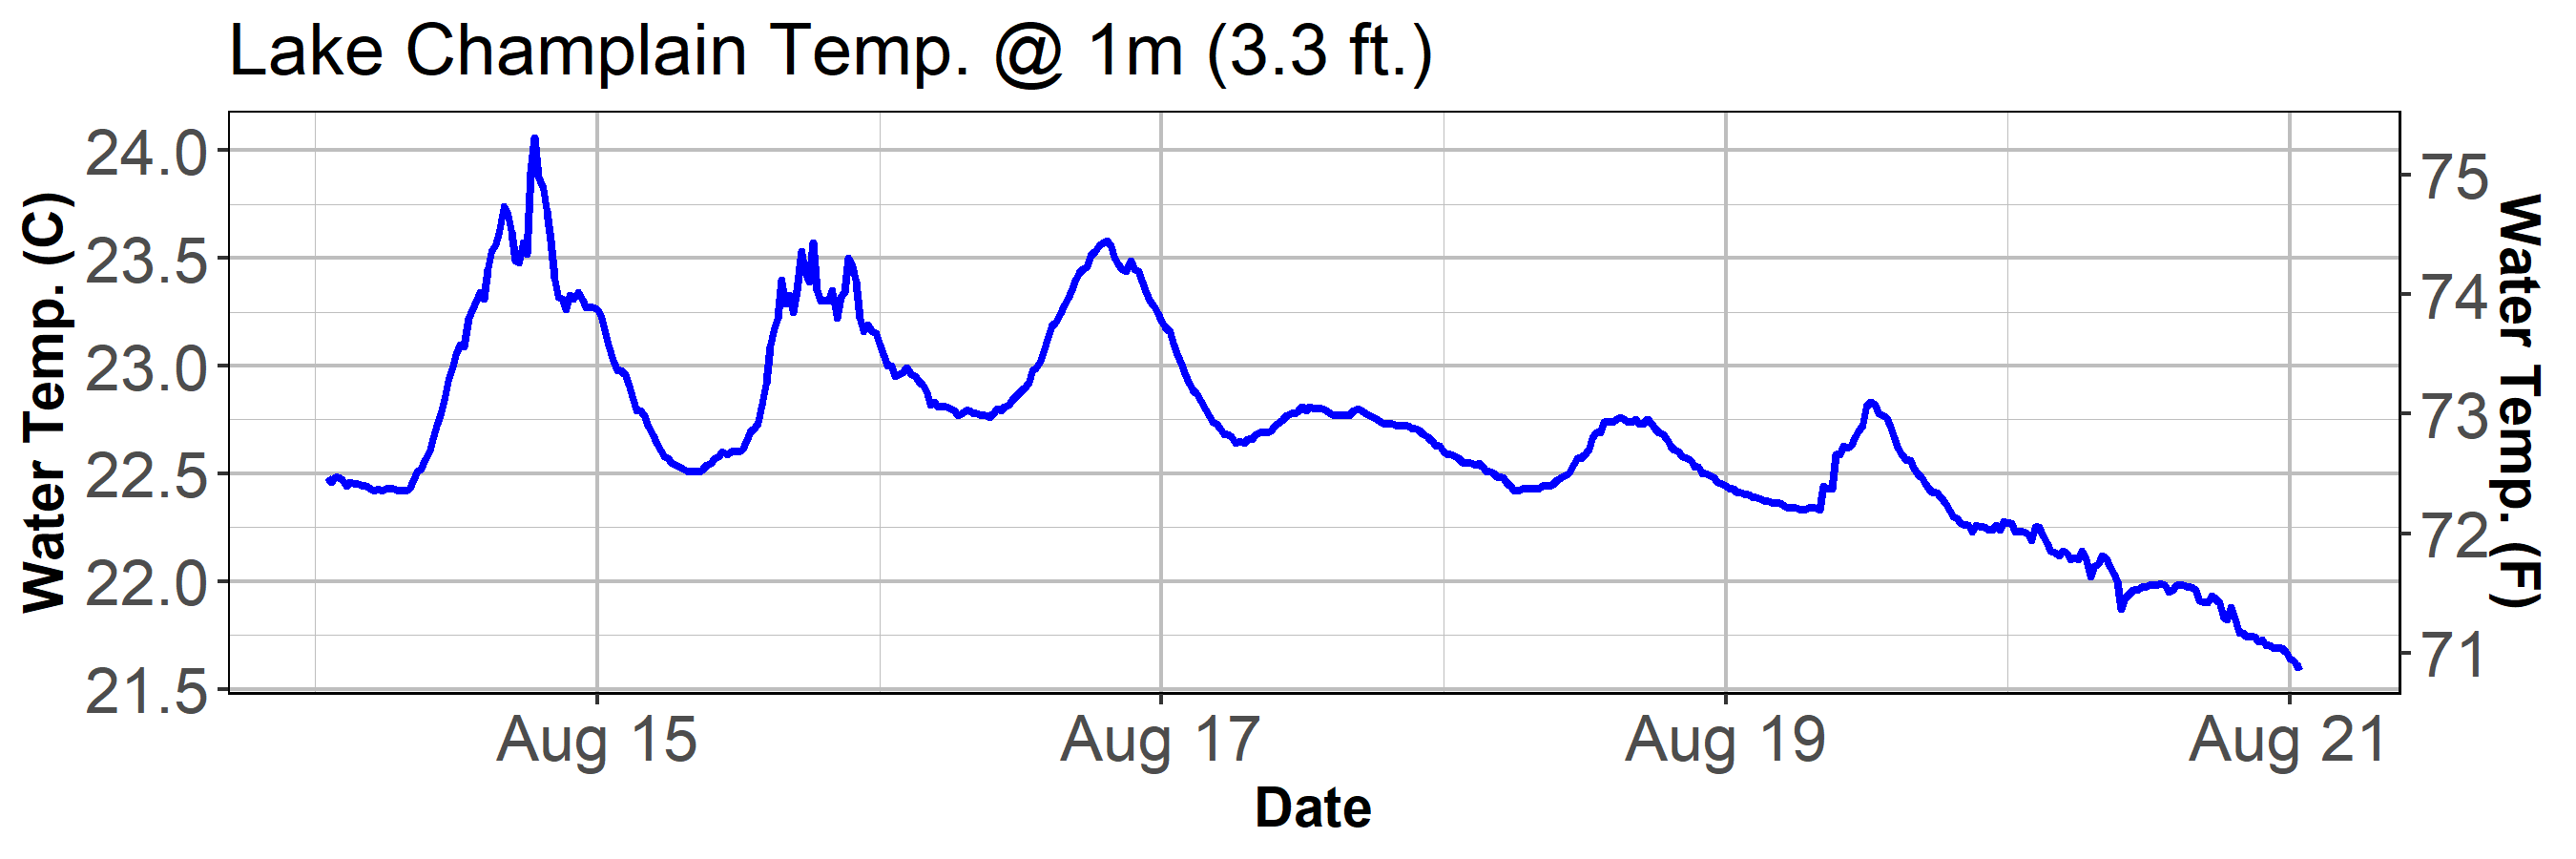 Lake Champlain Temp. @ 1m (3.3 ft.)
Water Temp. (C)
24.0
23.5
23.0
22.5
22.0
21.5
75
74
73
72
71
Water Temp. (F)
Aug 15
Aug 17
Aug 19
Aug 21
Date